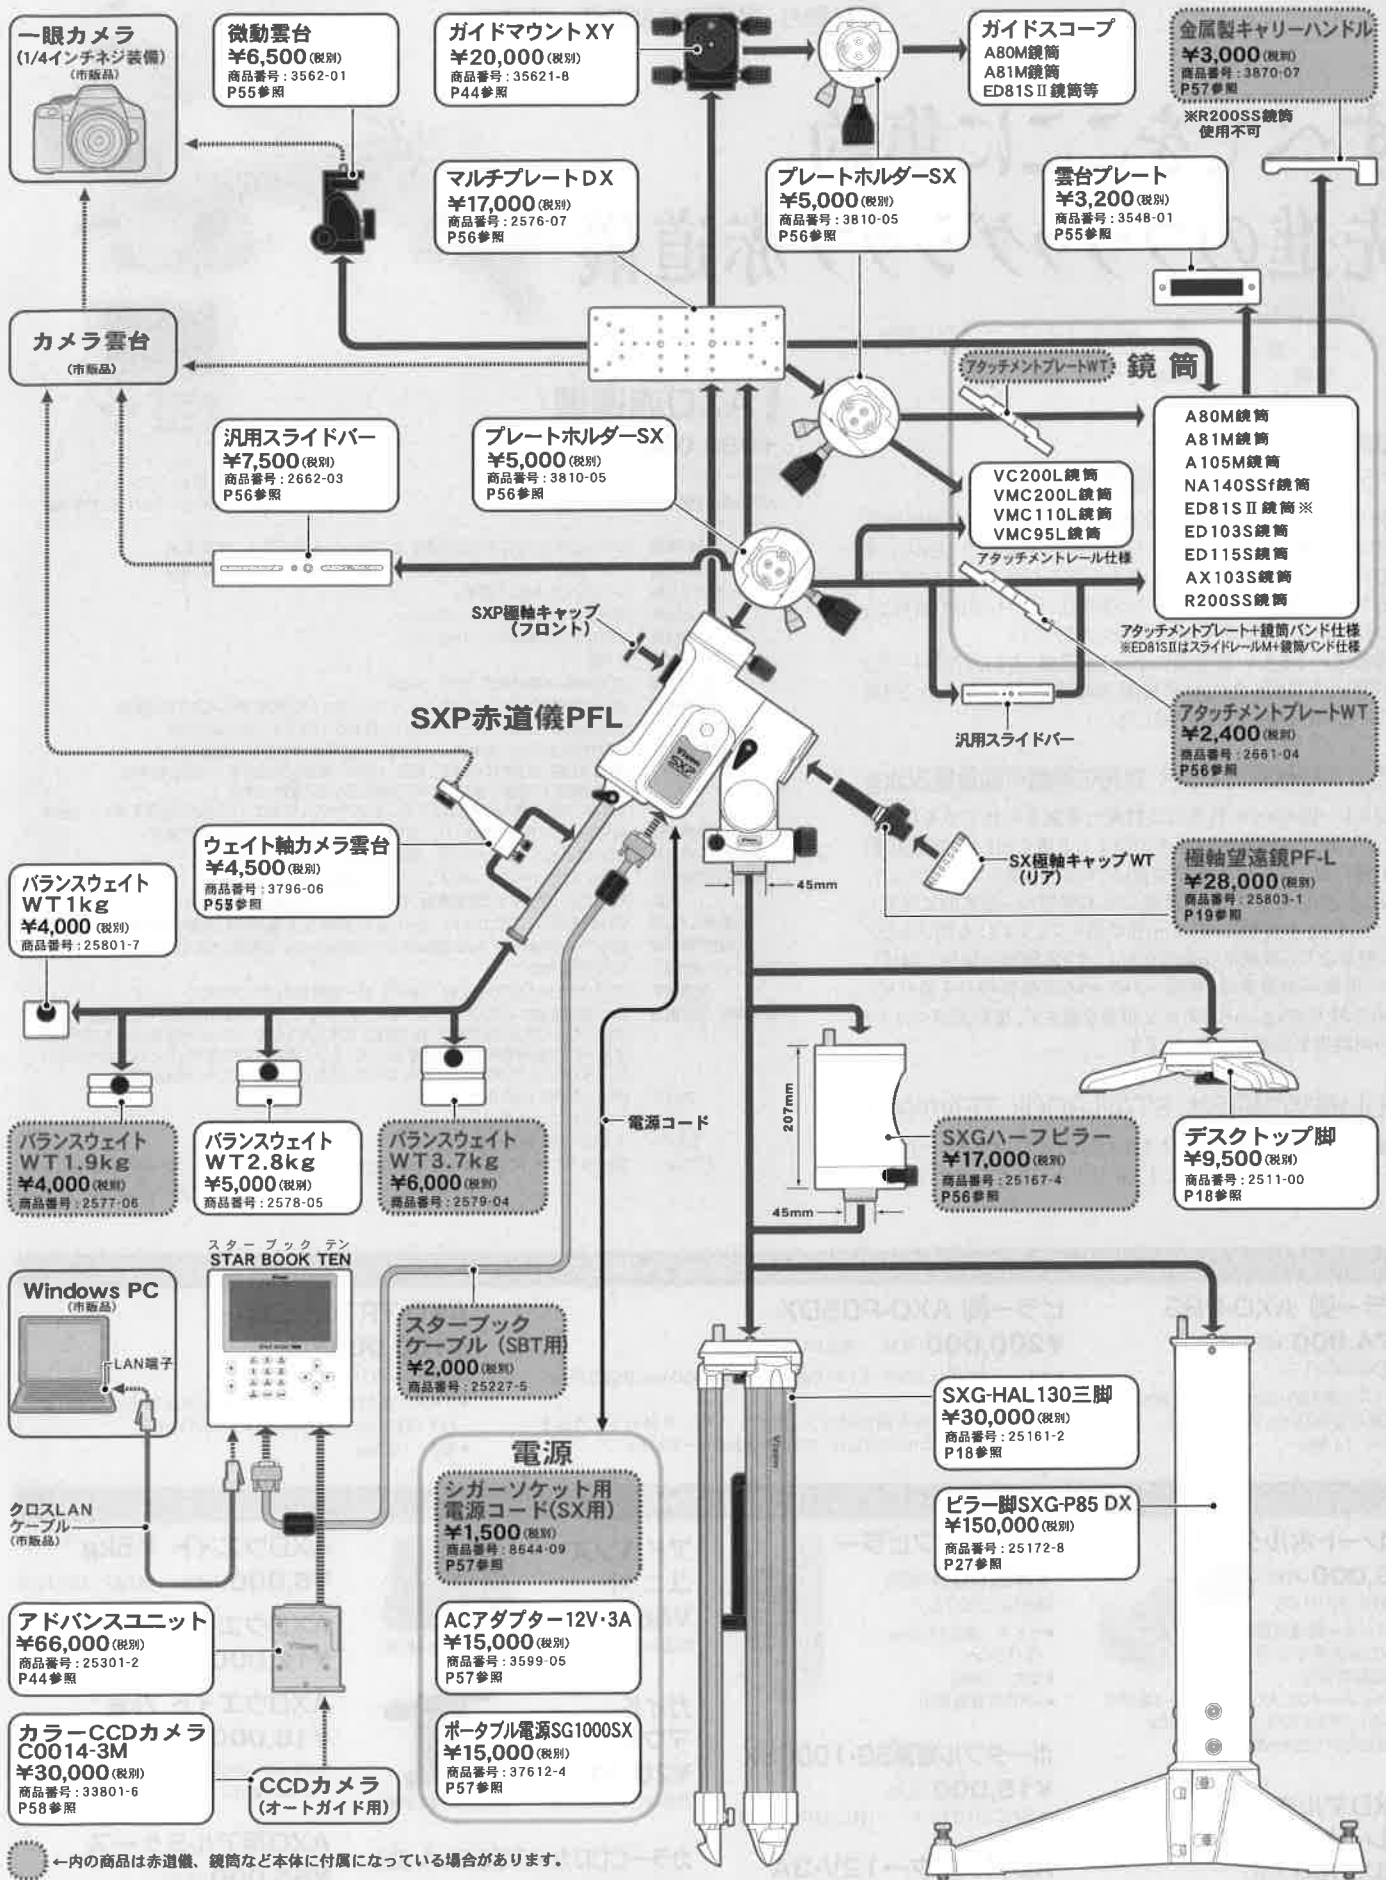 一眼カメラ
(1/4インチネジ装備)
(市販品)
微動雲台
¥6,500(税別)
商品番号:3562-01
P55参照
ガイドマウントXY
¥20,000(税別)
商品番号:35621-8
P44参照
ガイドスコープ
A80M鏡筒
A81M鏡筒
ED81SⅡ鏡筒等
金属製キャリーハンドル
¥3,000(税別)
商品番号:3870-07
P57参照
※R200SS鏡筒
使用不可
マルチプレートDX
¥17,000(税別)
商品番号:2576-07
P56参照
プレートホルダーSX
¥5,000(税別)
商品番号:3810-05
P56参照
雲台プレート
¥3,200(税別)
商品番号:3548-01
P55参照
カメラ雲台
(市販品)
アタッチメントプレートWT
鏡筒
汎用スライドバー
¥7,500(税別)
商品番号:2662-03
P56参照
プレートホルダーSX
¥5,000(税別)
商品番号:3810-05
P56参照
VC200L鏡筒
VMC200L鏡筒
VMC110L鏡筒
VMC95L鏡筒
アタッチメントレール仕様
A80M鏡筒
A81M鏡筒
A105M鏡筒
NA140SSf鏡筒
ED81SⅡ鏡筒※
ED103S鏡筒
ED115S鏡筒
AX103S鏡筒
R200SS鏡筒
アタッチメントプレート+鏡筒バンド仕様
※ED81SⅡはスライドレールM+鏡筒バンド仕様
SXP極軸キャップ
(フロント)
SXP赤道儀PFL
Vixen
SXP
汎用スライドバー
アタッチメントプレートWT
¥2,400(税別)
商品番号:2661-04
P56参照
ウェイト軸カメラ雲台
¥4,500(税別)
商品番号:3796-06
45mm
SX極軸キャップWT
(リア)
極軸望遠鏡PF-L
¥28,000(税別)
商品番号:25803-1
P19参照
バランスウェイト
WT1kg
¥4,000(税別)
商品番号:25801-7
バランスウェイト
WT1.9kg
¥4,000(税別)
商品番号:2577-06
バランスウェイト
WT2.8kg
¥5,000(税別)
商品番号:2578-05
バランスウェイト
WT3.7kg
¥6,000(税別)
商品番号:2579-04
電源コード
207mm
45mm
SXGハーフピラー
¥17,000(税別)
商品番号:25167-4
P56参照
デスクトップ脚
¥9,500(税別)
商品番号:2511-00
P18参照
スター ブック テン
STAR BOOK TEN
Windows PC
(市販品)
LAN端子
スターブック
ケーブル(SBT用)
¥2,000(税別)
商品番号:25227-5
クロスLAN
ケーブル
(市販品)
電源
シガーソケット用
電源コード(SX用)
¥1,500(税別)
商品番号:8644-09
P57参照
ACアダプター12V・3A
¥15,000(税別)
商品番号:3599-05
P57参照
ポータブル電源SG1000SX
¥15,000(税別)
商品番号:37612-4
P57参照
SXG-HAL130三脚
¥30,000(税別)
商品番号:25161-2
P18参照
ピラー脚SXG-P85 DX
¥150,000(税別)
商品番号:25172-8
P27参照
アドバンスユニット
¥66,000(税別)
商品番号:25301-2
P44参照
カラーCCDカメラ
C0014-3M
¥30,000(税別)
商品番号:33801-6
P58参照
CCDカメラ
(オートガイド用)
←内の商品は赤道儀、鏡筒など本体に付属になっている場合があります。